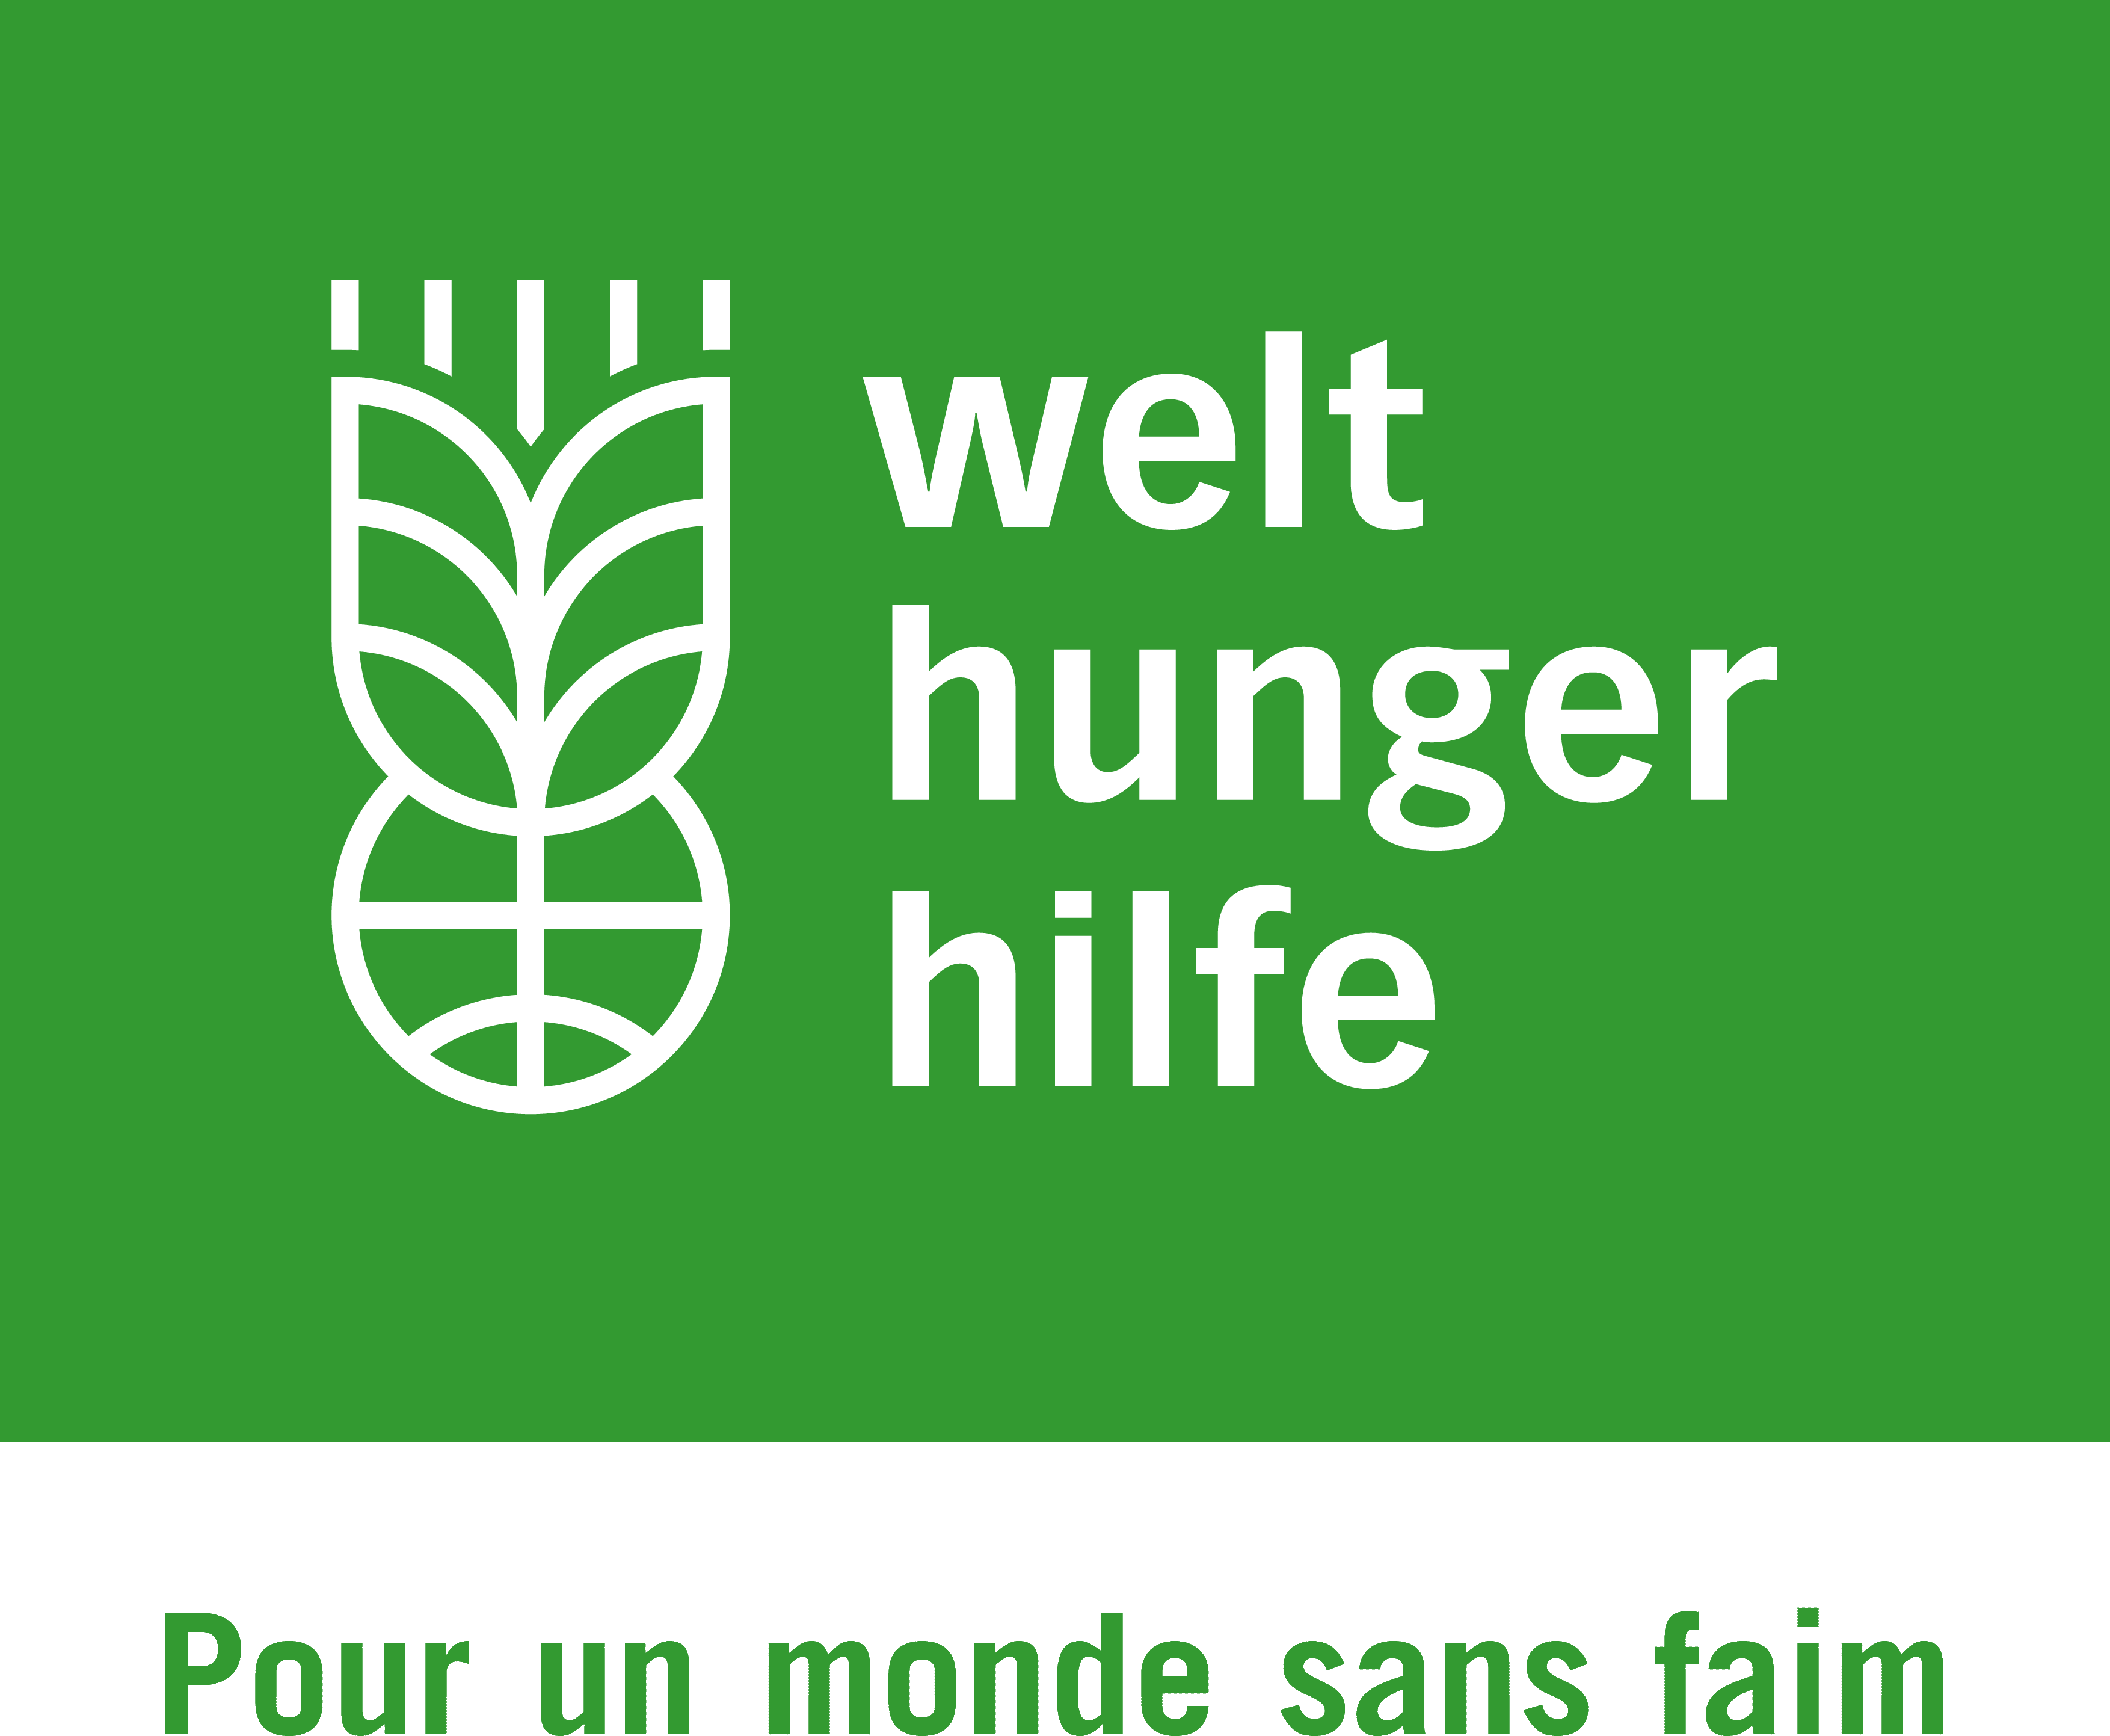 welt
hunger
hilfe
Pour un monde sans faim